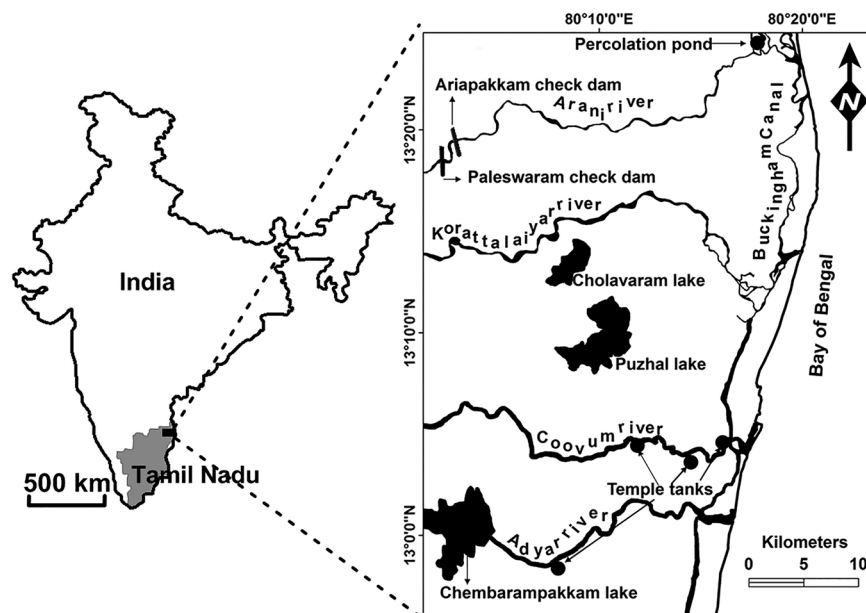 80°10'0"E
80°20'0"E
Percolation pond
Ariapakkam check dam
Arani river
13°20'0"N
Paleswaram check dam
Buckingham Canal
N
Korattalaiyar river
India
Cholavaram lake
Bay of Bengal
13°10'0"N
Puzhal lake
Coovum river
Tamil Nadu
500 km
Temple tanks
Adyar river
13°0'0"N
Kilometers
0 5 10
Chembarampakkam lake